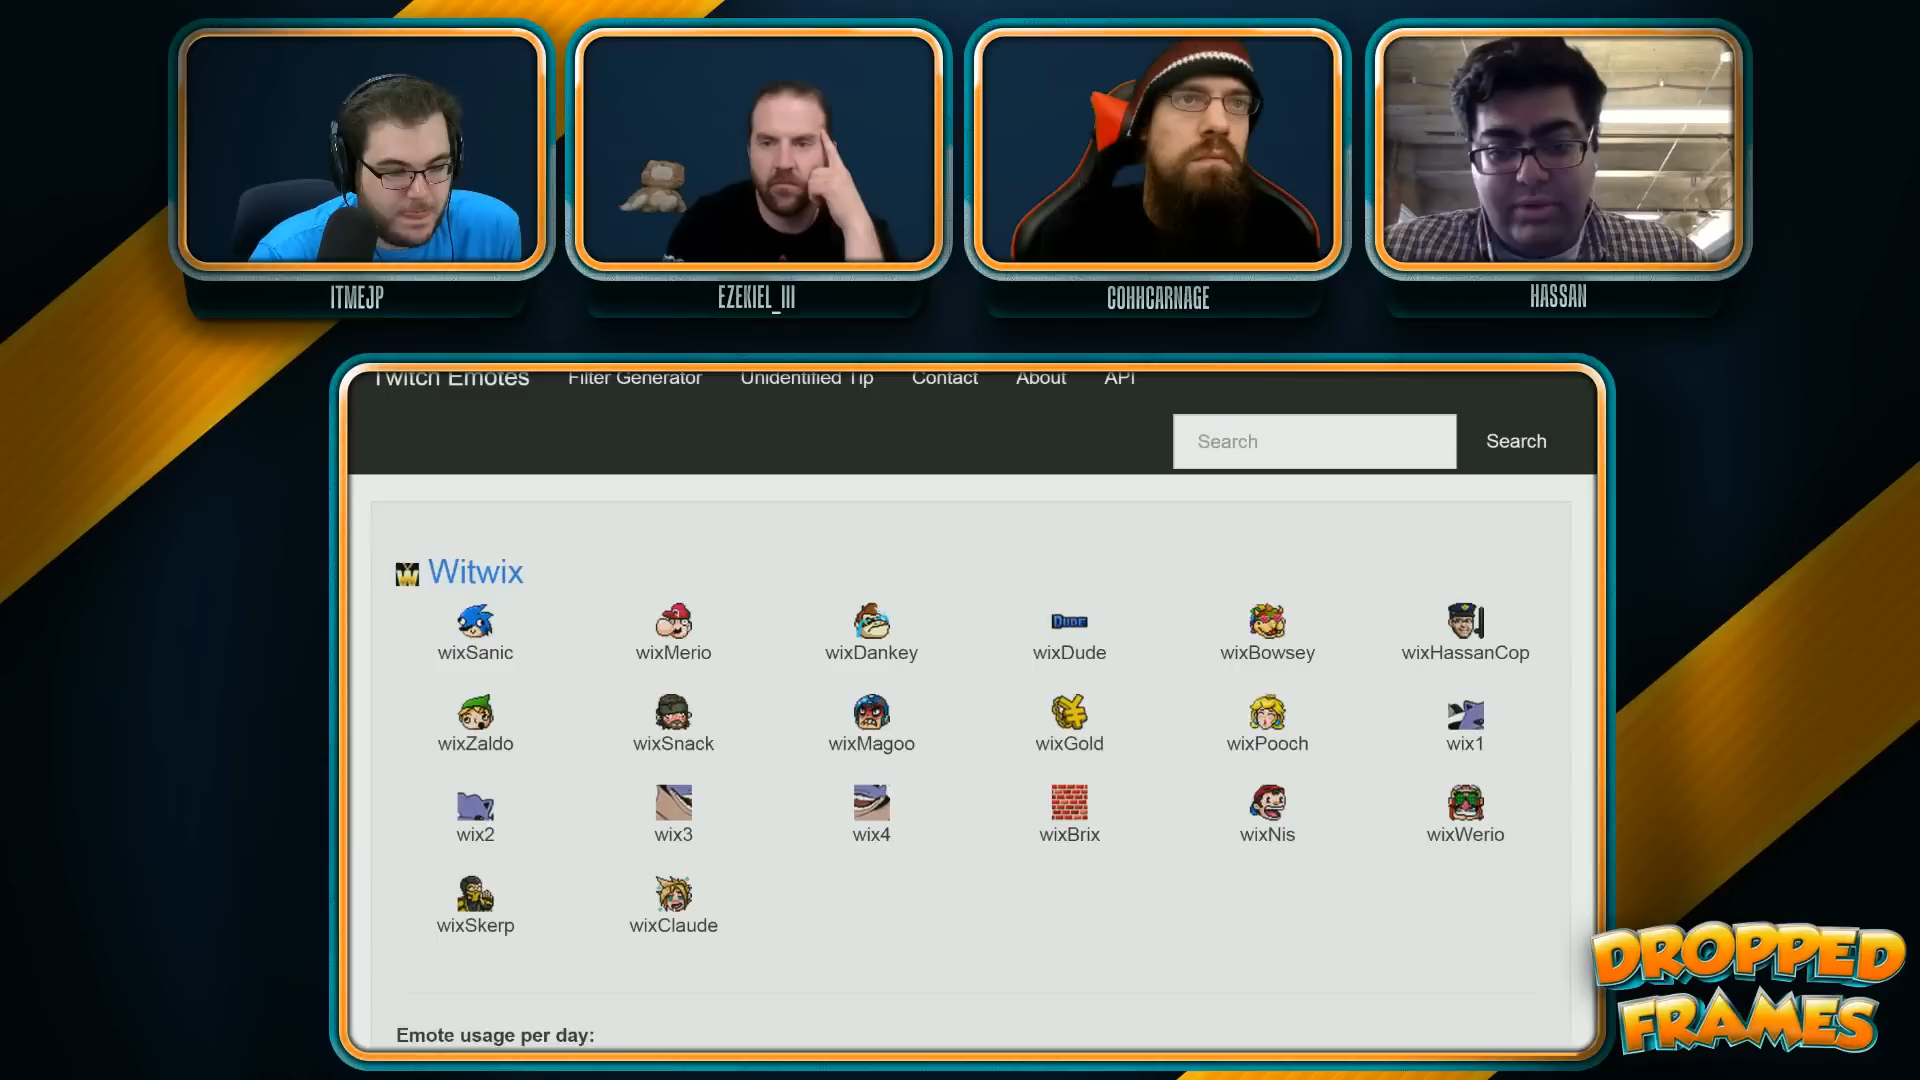 ITMEJP
EZEKIEL_III
COHHCARNAGE
HASSAN
Twitch Emotes Filter Generator Unidentified Tip Contact About API
Search Search
W Witwix
DUDE
wixSanic wixMerio wixDankey wixDude wixBowsey wixHassanCop
wixZaldo wixSnack wixMagoo wixGold wixPooch wix1
wix2 wix3 wix4 wixBrix wixNis wixWerio
wixSkerp wixClaude
Emote usage per day:
DROPPED
FRAMES